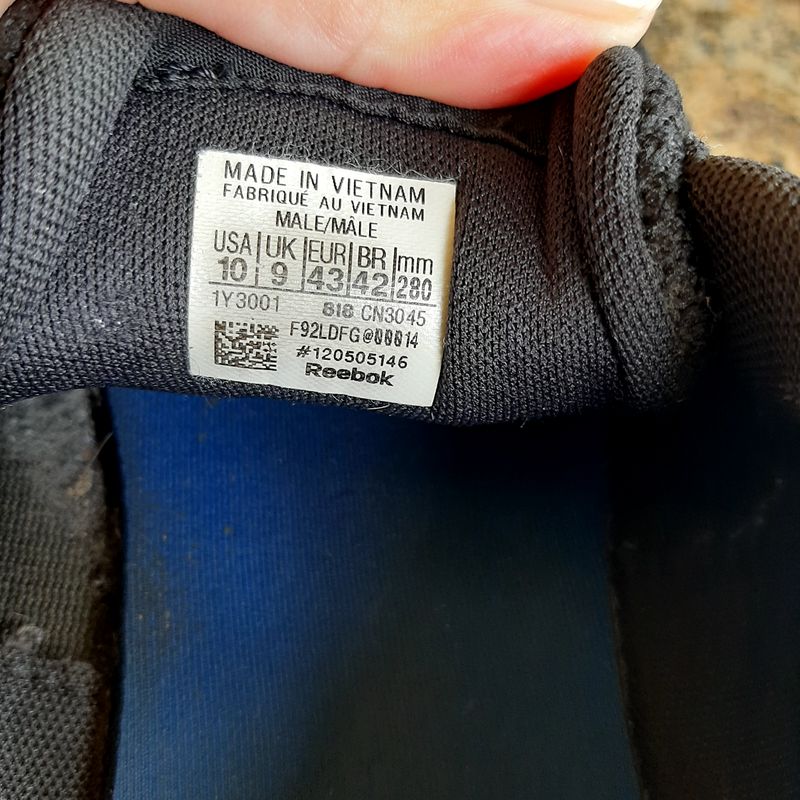 MADE IN VIETNAM
FABRIQUÉ AU VIETNAM
MALE/MÂLE
USA UK EUR BR mm
10 9 43 42 280
1Y3001 818 CN3045
F92LDFG@00014
#120505146
Reebok